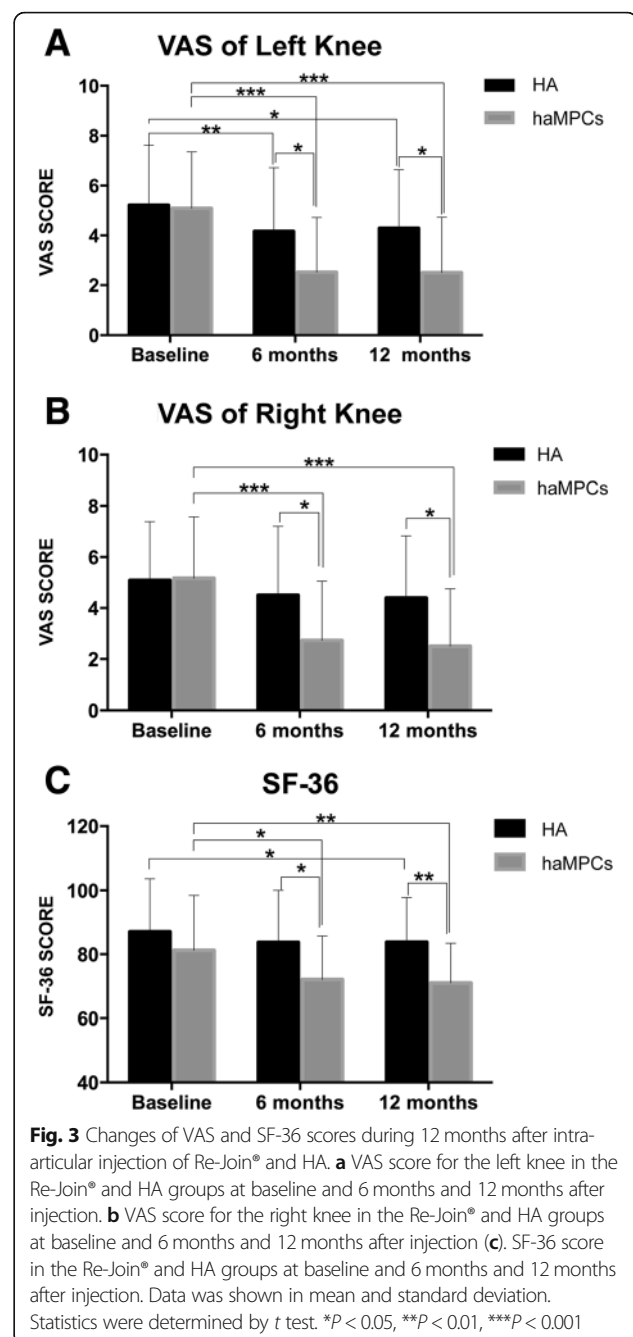 A
VAS of Left Knee
10
8
6
4
2
0
VAS SCORE
***
***
*
**
*
*
HA
haMPCs
Baseline 6 months 12 months
B
VAS of Right Knee
10
8
6
4
2
0
VAS SCORE
***
***
*
*
HA
haMPCs
Baseline 6 months 12 months
C
SF-36
120
100
80
60
40
SF-36 SCORE
**
*
*
*
**
HA
haMPCs
Baseline 6 months 12 months
Fig. 3 Changes of VAS and SF-36 scores during 12 months after intra-
articular injection of Re-Join® and HA. a VAS score for the left knee in the
Re-Join® and HA groups at baseline and 6 months and 12 months after
injection. b VAS score for the right knee in the Re-Join® and HA groups
at baseline and 6 months and 12 months after injection (c). SF-36 score
in the Re-Join® and HA groups at baseline and 6 months and 12 months
after injection. Data was shown in mean and standard deviation.
Statistics were determined by t test. *P < 0.05, **P < 0.01, ***P < 0.001